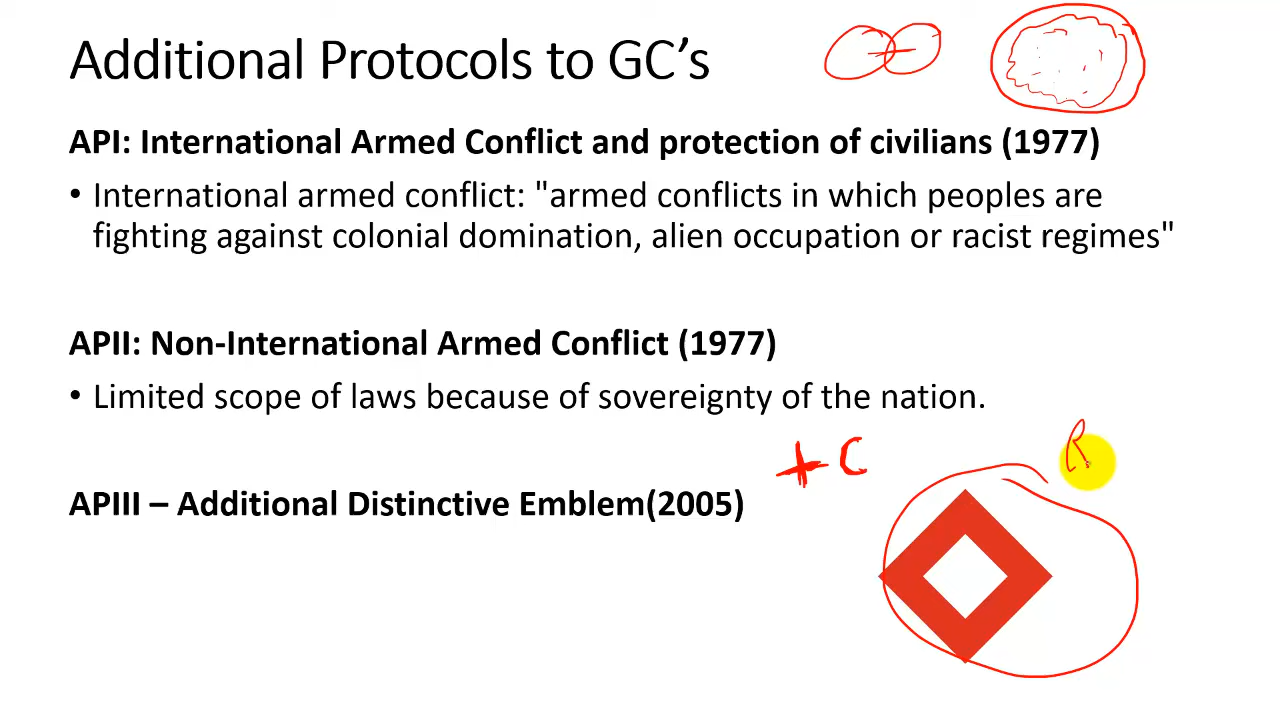 Additional Protocols to GC’s
API: International Armed Conflict and protection of civilians (1977)
• International armed conflict: "armed conflicts in which peoples are
fighting against colonial domination, alien occupation or racist regimes"
APII: Non-International Armed Conflict (1977)
• Limited scope of laws because of sovereignty of the nation.
+ C
R
APIII – Additional Distinctive Emblem(2005)